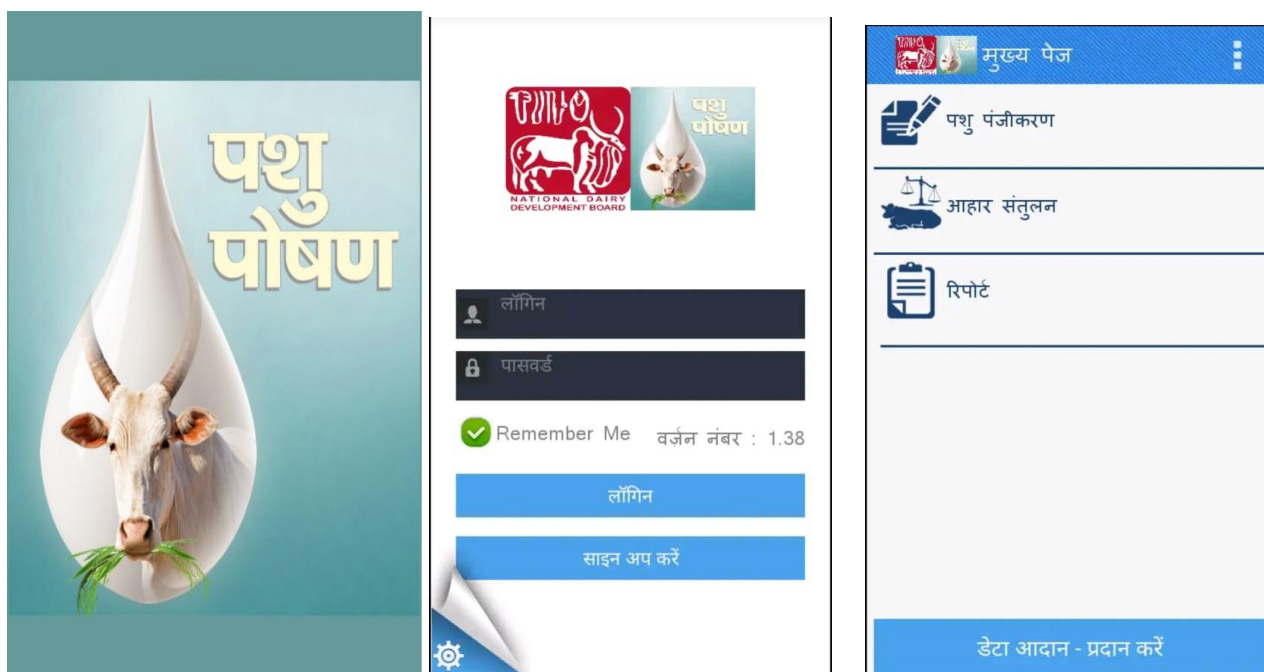 पशु
पोषण
NATIONAL DAIRY
DEVELOPMENT BOARD
पशु
पोषण
लॉगिन
पासवर्ड
Remember Me वर्ज़न नंबर : 1.38
लॉगिन
साइन अप करें
मुख्य पेज
पशु पंजीकरण
आहार संतुलन
रिपोर्ट
डेटा आदान - प्रदान करें